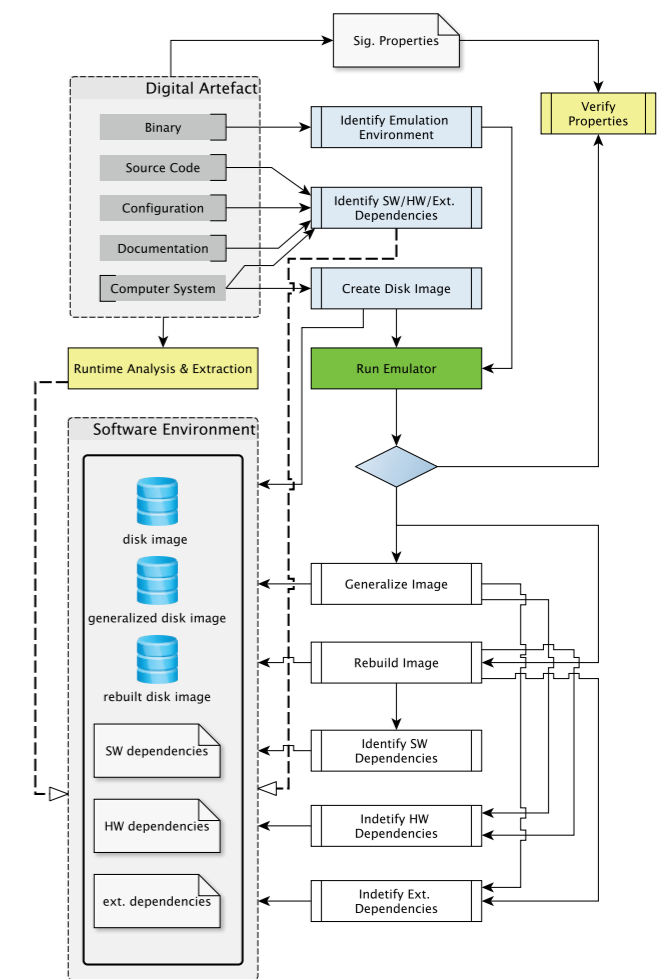 Sig. Properties
Digital Artefact
Verify
Properties
Binary
Identify Emulation
Environment
Source Code
Configuration
Identify SW/HW/Ext.
Dependencies
Documentation
Computer System
Create Disk Image
Runtime Analysis & Extraction
Run Emulator
Software Environment
disk image
Generalize Image
generalized disk image
Rebuild Image
rebuilt disk image
SW dependencies
Identify SW
Dependencies
HW dependencies
Indetify HW
Dependencies
ext. dependencies
Indetify Ext.
Dependencies